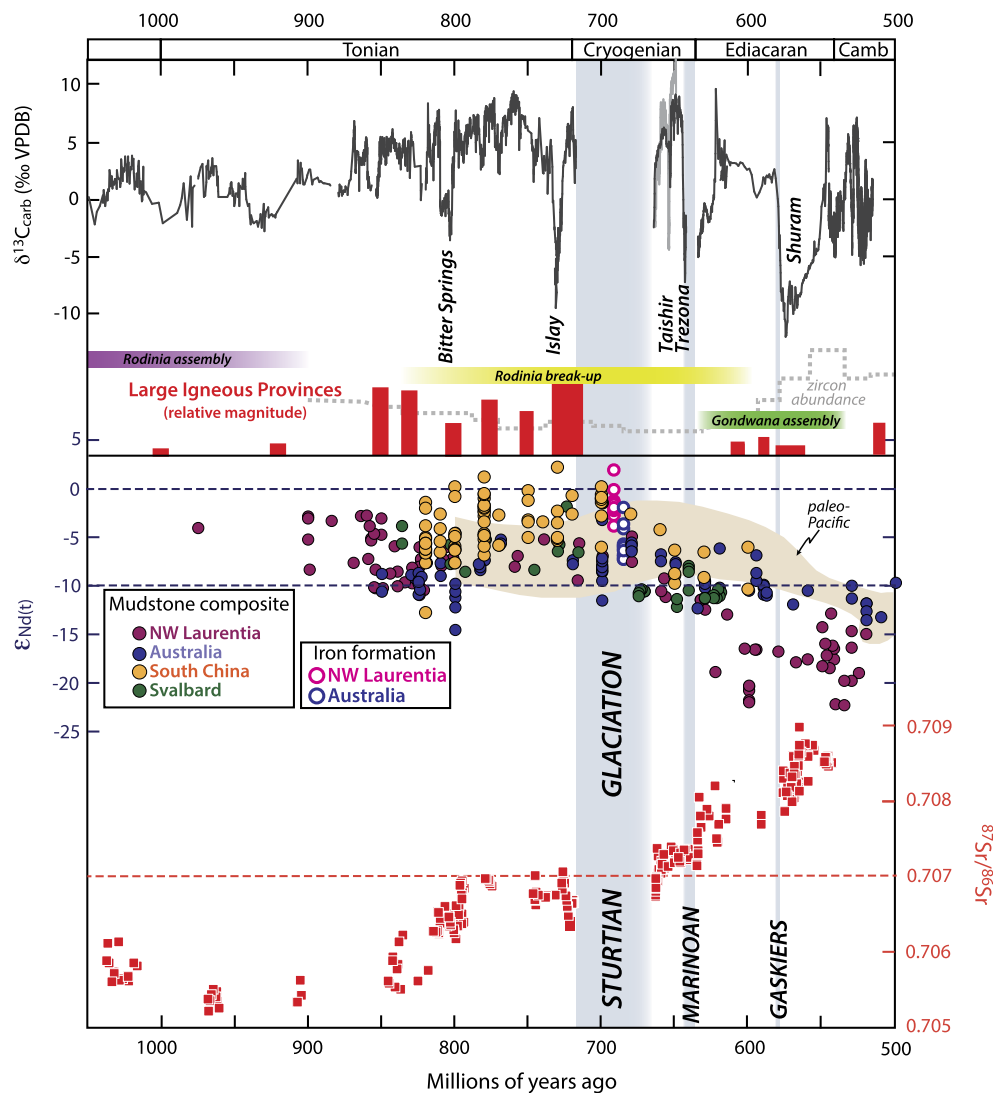 1000 900 800 700 600 500
Tonian Cryogenian Ediacaran Camb
10
5
0
-5
-10
δ13Ccarb (‰ VPDB)
Bitter Springs
Islay
Taishir
Trezona
Shuram
Rodinia assembly
Rodinia break-up
Large Igneous Provinces
(relative magnitude)
zircon
abundance
Gondwana assembly
5
0
-5
-10
-15
-20
-25
εNd(t)
paleo-
Pacific
Mudstone composite
NW Laurentia
Australia
South China
Svalbard
Iron formation
NW Laurentia
Australia
STURTIAN GLACIATION
MARINOAN
GASKIERS
0.709
0.708
0.707
0.706
0.705
87Sr/86Sr
1000 900 800 700 600 500
Millions of years ago